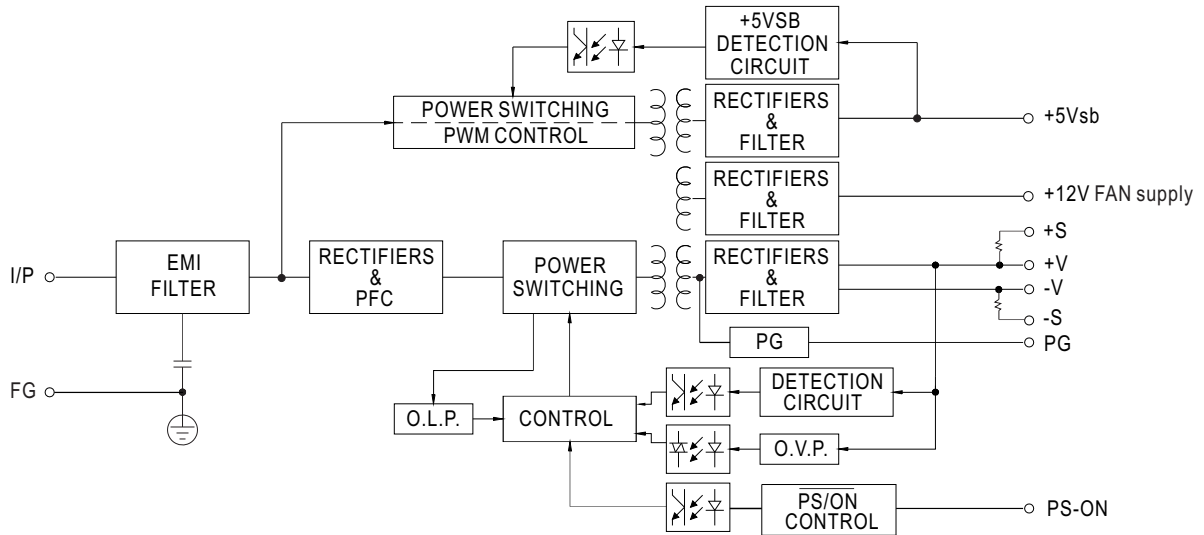 +5VSB
DETECTION
CIRCUIT
POWER SWITCHING
PWM CONTROL
RECTIFIERS
&
FILTER
+5Vsb
RECTIFIERS
&
FILTER
+12V FAN supply
I/P
EMI
FILTER
RECTIFIERS
&
PFC
POWER
SWITCHING
RECTIFIERS
&
FILTER
+S
+V
-V
-S
PG
PG
FG
O.L.P.
CONTROL
DETECTION
CIRCUIT
O.V.P.
PS/ON
CONTROL
PS-ON